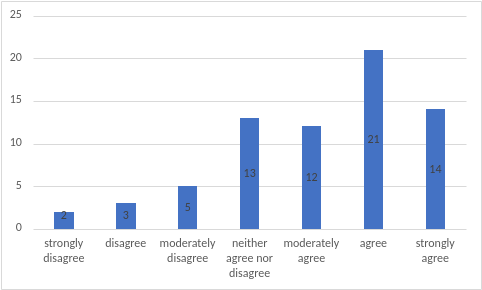 25
20
15
10
5
0
2
3
5
13
12
21
14
strongly disagree
disagree
moderately disagree
neither agree nor disagree
moderately agree
agree
strongly agree